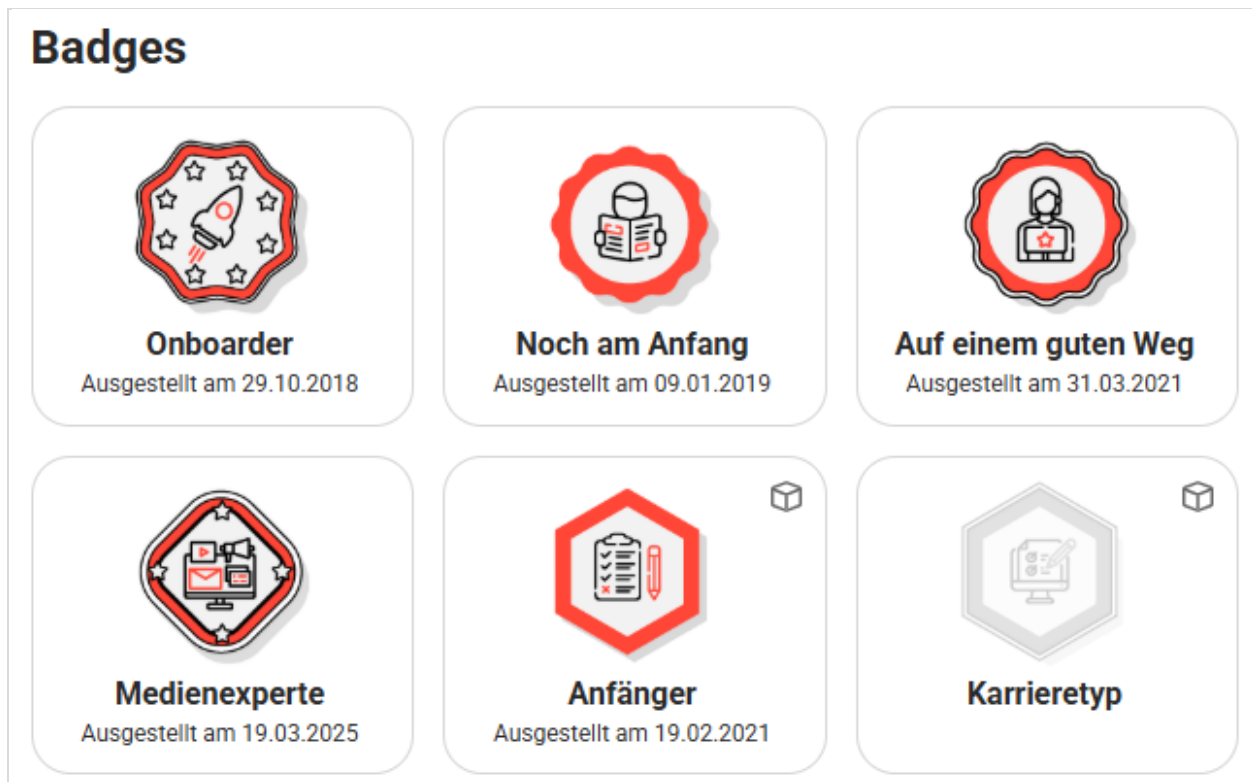 Badges
Onboarder
Ausgestellt am 29.10.2018
Noch am Anfang
Ausgestellt am 09.01.2019
Auf einem guten Weg
Ausgestellt am 31.03.2021
Medienexperte
Ausgestellt am 19.03.2025
Anfänger
Ausgestellt am 19.02.2021
Karrieretyp